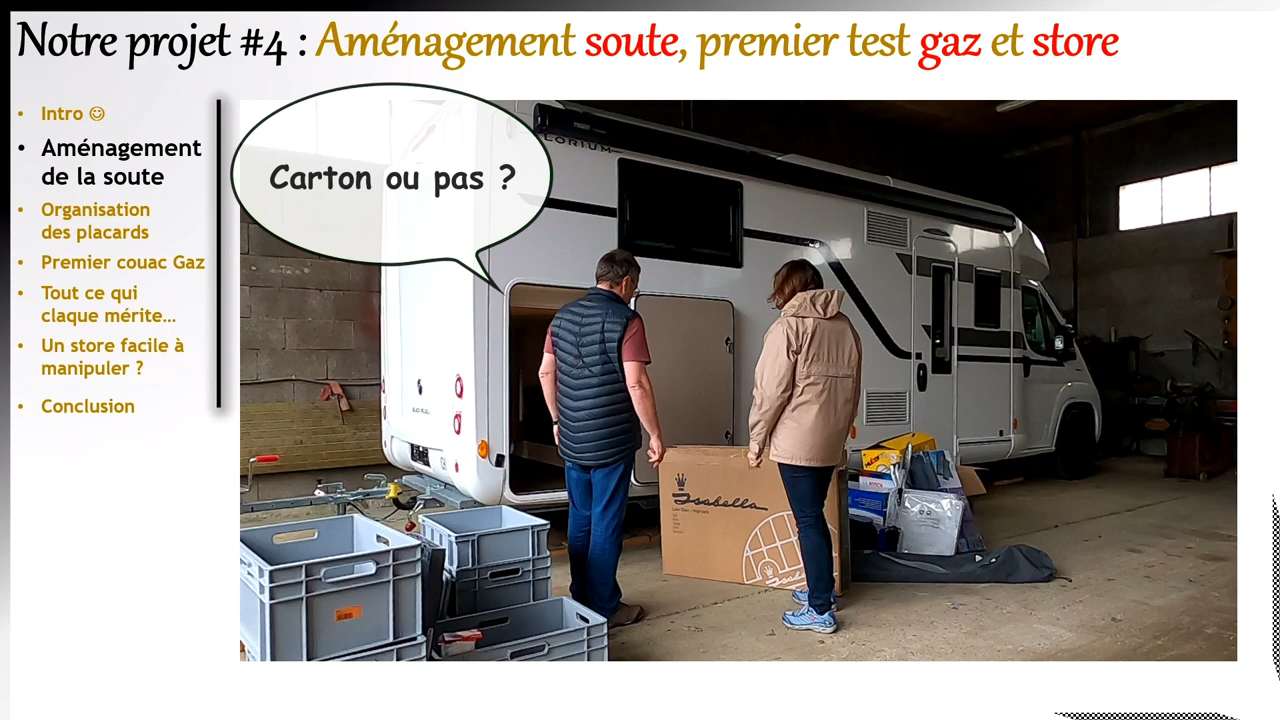 Notre projet #4 : Aménagement soute, premier test gaz et store
• Intro ☺
• Aménagement
de la soute
• Organisation
des placards
• Premier couac Gaz
• Tout ce qui
claque mérite…
• Un store facile à
manipuler ?
• Conclusion
Carton ou pas ?
Isabella